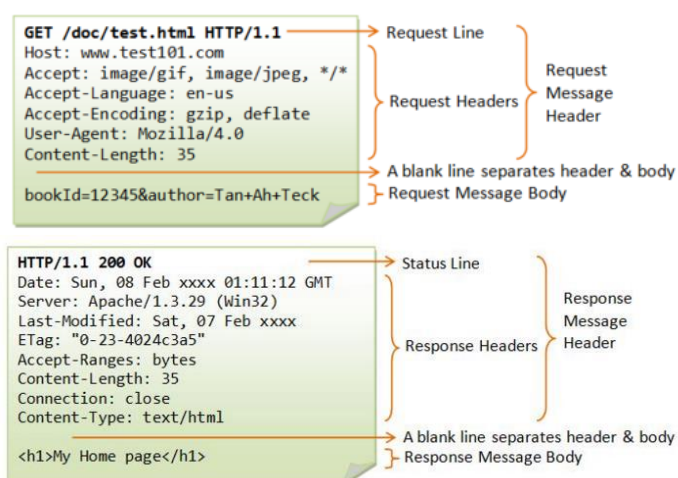 GET /doc/test.html HTTP/1.1
Request Line
Host: www.test101.com
Accept: image/gif, image/jpeg, */*
Accept-Language: en-us
Accept-Encoding: gzip, deflate
User-Agent: Mozilla/4.0
Content-Length: 35
Request Headers
Request
Message
Header
A blank line separates header & body
bookId=12345&author=Tan+Ah+Teck
Request Message Body
HTTP/1.1 200 OK
Status Line
Date: Sun, 08 Feb xxxx 01:11:12 GMT
Server: Apache/1.3.29 (Win32)
Last-Modified: Sat, 07 Feb xxxx
ETag: "0-23-4024c3a5"
Accept-Ranges: bytes
Content-Length: 35
Connection: close
Content-Type: text/html
Response Headers
Response
Message
Header
A blank line separates header & body
<h1>My Home page</h1>
Response Message Body